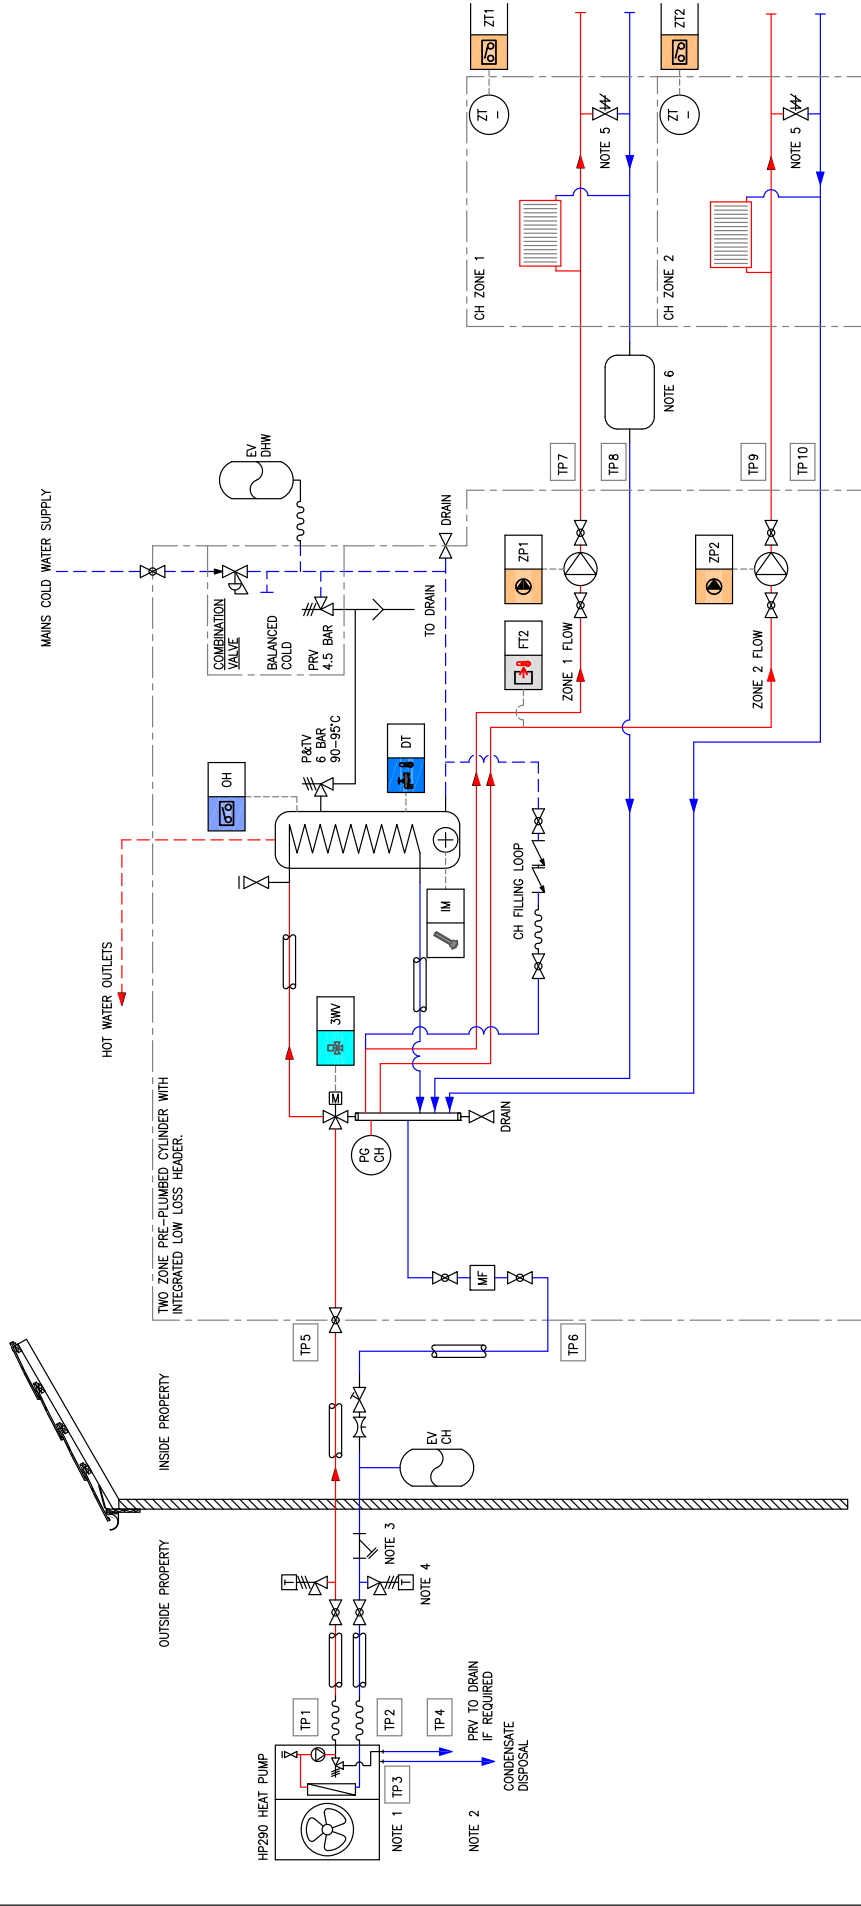 MAINS COLD WATER SUPPLY
HOT WATER OUTLETS
TWO ZONE PRE-PLUMBED CYLINDER WITH
INTEGRATED LOW LOSS HEADER.
OUTSIDE PROPERTY
INSIDE PROPERTY
COMBINATION
VALVE
BALANCED
COLD
PRV
4.5 BAR
EV
DHW
OH
P&TV
6 BAR
90-95°C
DT
TO DRAIN
DRAIN
IM
3WV
M
PG
CH
DRAIN
CH FILLING LOOP
HP290 HEAT PUMP
TP1
TP2
TP3
TP4
NOTE 1
NOTE 2
PRV TO DRAIN
IF REQUIRED
CONDENSATE
DISPOSAL
T
T
NOTE 4
NOTE 3
EV
CH
TP5
TP6
MF
FT2
ZP1
ZONE 1 FLOW
ZP2
ZONE 2 FLOW
TP7
TP8
TP9
TP10
NOTE 6
CH ZONE 1
ZT
–
ZT1
NOTE 5
CH ZONE 2
ZT
–
ZT2
NOTE 5